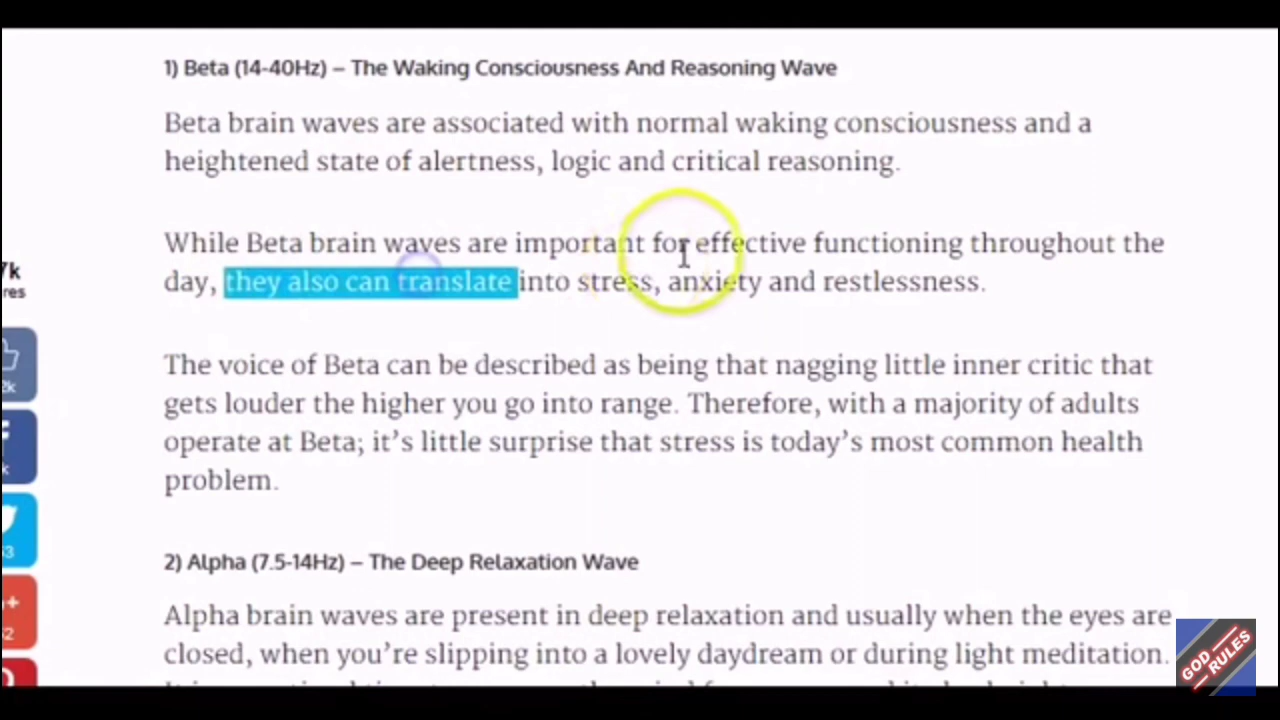 1) Beta (14-40Hz) – The Waking Consciousness And Reasoning Wave
Beta brain waves are associated with normal waking consciousness and a
heightened state of alertness, logic and critical reasoning.
While Beta brain waves are important for effective functioning throughout the
day, they also can translate into stress, anxiety and restlessness.
7k
res
The voice of Beta can be described as being that nagging little inner critic that
gets louder the higher you go into range. Therefore, with a majority of adults
operate at Beta; it’s little surprise that stress is today’s most common health
problem.
2) Alpha (7.5-14Hz) – The Deep Relaxation Wave
Alpha brain waves are present in deep relaxation and usually when the eyes are
closed, when you’re slipping into a lovely daydream or during light meditation.
GOD
RULES